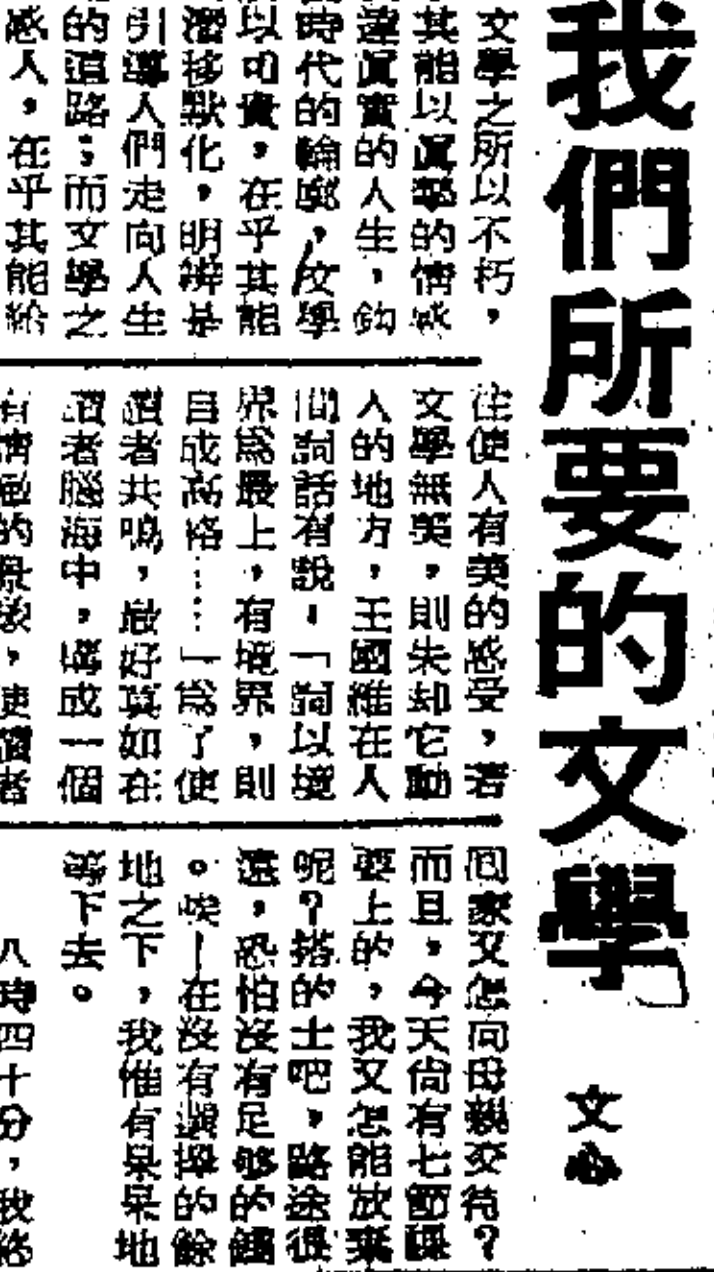 我們所要的文學
文心
文學之所以不朽，
其能以眞摯的情感
達眞實的人生，鈎
時代的輪廓，文學
以可貴，在乎其能
潛移默化，明辨是
引導人們走向人生
的道路；而文學之
感人，在乎其能給
往使人有美的感受，若
文學無美，則失却它動
人的地方，王國維在人
間詞話有說，「詞以境
界爲最上，有境界，則
自成高格……」爲了使
讀者共鳴，最好莫如在
讀者腦海中，構成一個
有情趣的景象，使讀者
回家又怎向母親交待？
而且，今天尙有七節課
要上的，我又怎能放棄
呢？搭的士吧，路途很
遠，恐怕沒有足够的錢
。唉！在沒有選擇的餘
地之下，我惟有呆呆地
等下去。
八時四十分，我終